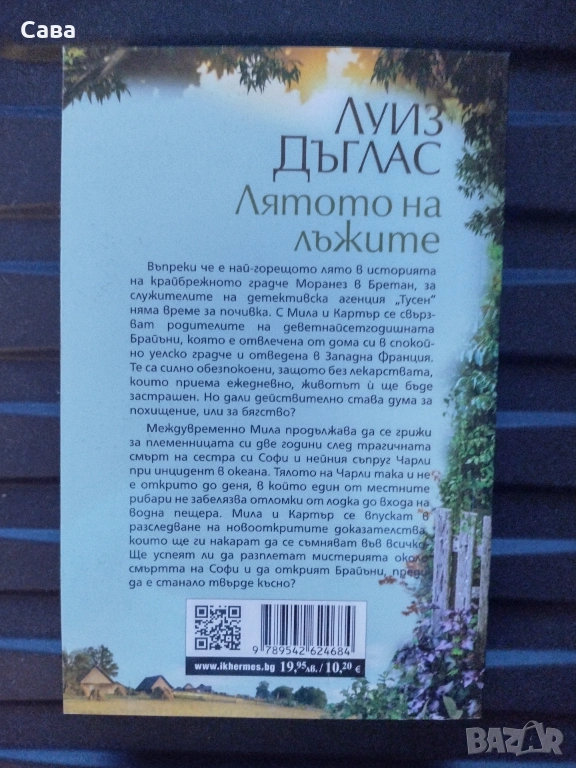 Сава
ЛУИЗ
ДЪГЛАС
Лятото на
лъжите
Въпреки че е най-горещото лято в историята
на крайбрежното градче Моранез в Бретан, за
служителите на детективска агенция „Тусен“
няма време за почивка. С Мила и Картър се свърз-
ват родителите на деветнайсетгодишната
Брайъни, която е отвлечена от дома си в спокой-
но уелско градче и отведена в Западна Франция.
Те са силно обезпокоени, защото без лекарствата,
които приема ежедневно, животът ѝ ще бъде
застрашен. Но дали действително става дума за
похищение, или за бягство?
Междувременно Мила продължава да се грижи
за племенницата си две години след трагичната
смърт на сестра си Софи и нейния съпруг Чарли
при инцидент в океана. Тялото на Чарли така и не
е открито до деня, в който един от местните
рибари не забелязва отломки от лодка до входа на
водна пещера. Мила и Картър се впускат в
разследване на новооткритите доказателства,
които ще ги накарат да се съмняват във всичко.
Ще успеят ли да разплетат мистерията около
смъртта на Софи и да открият Брайъни, преди
да е станало твърде късно?
9 789542 624684
www.ikhermes.bg 19,95 лв. / 10,20 €
BAZAR